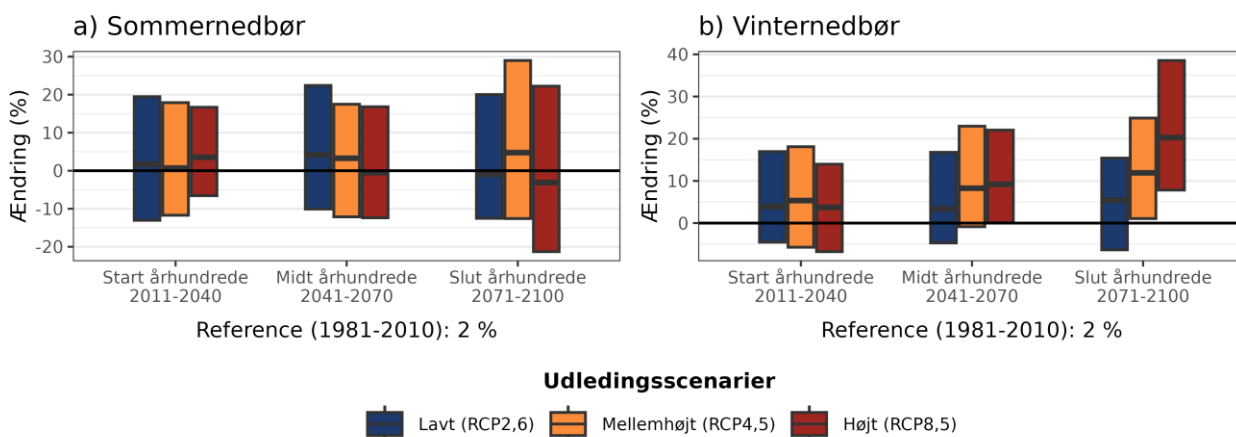 a) Sommernedbør
Ændring (%)
30
20
10
0
-10
-20
Start århundrede
2011-2040
Midt århundrede
2041-2070
Slut århundrede
2071-2100
Reference (1981-2010): 2 %
b) Vinternedbør
Ændring (%)
40
30
20
10
0
Start århundrede
2011-2040
Midt århundrede
2041-2070
Slut århundrede
2071-2100
Reference (1981-2010): 2 %
Udledingsscenarier
Lavt (RCP2,6)
Mellemhøjt (RCP4,5)
Højt (RCP8,5)